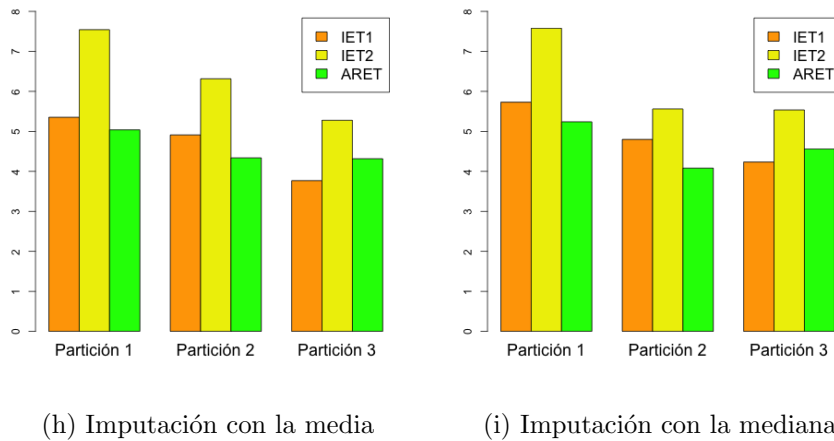 8
7
6
5
4
3
2
1
0
IET1
IET2
ARET
Partición 1
Partición 2
Partición 3
(h) Imputación con la media
8
7
6
5
4
3
2
1
0
IET1
IET2
ARET
Partición 1
Partición 2
Partición 3
(i) Imputación con la mediana